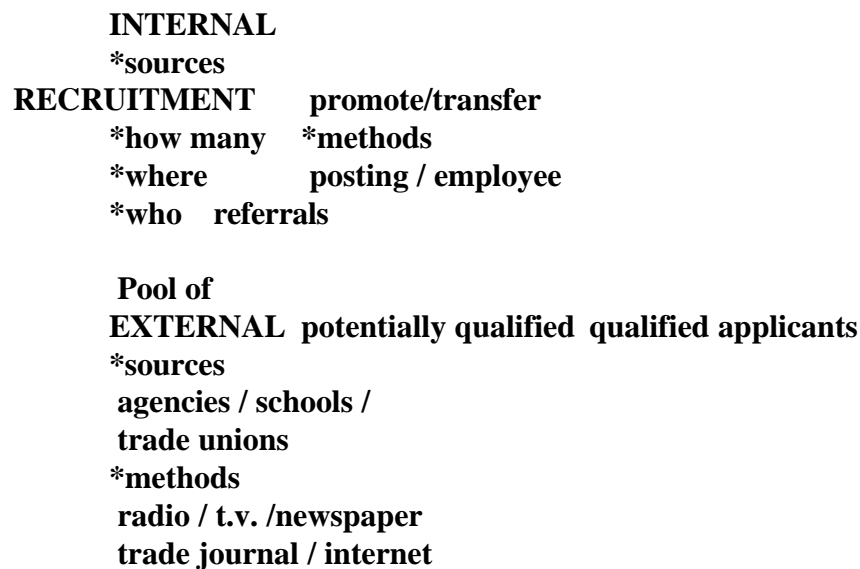 INTERNAL
*sources
RECRUITMENT promote/transfer
*how many *methods
*where posting / employee
*who referrals
Pool of
EXTERNAL potentially qualified qualified applicants
*sources
agencies / schools /
trade unions
*methods
radio / t.v. /newspaper
trade journal / internet